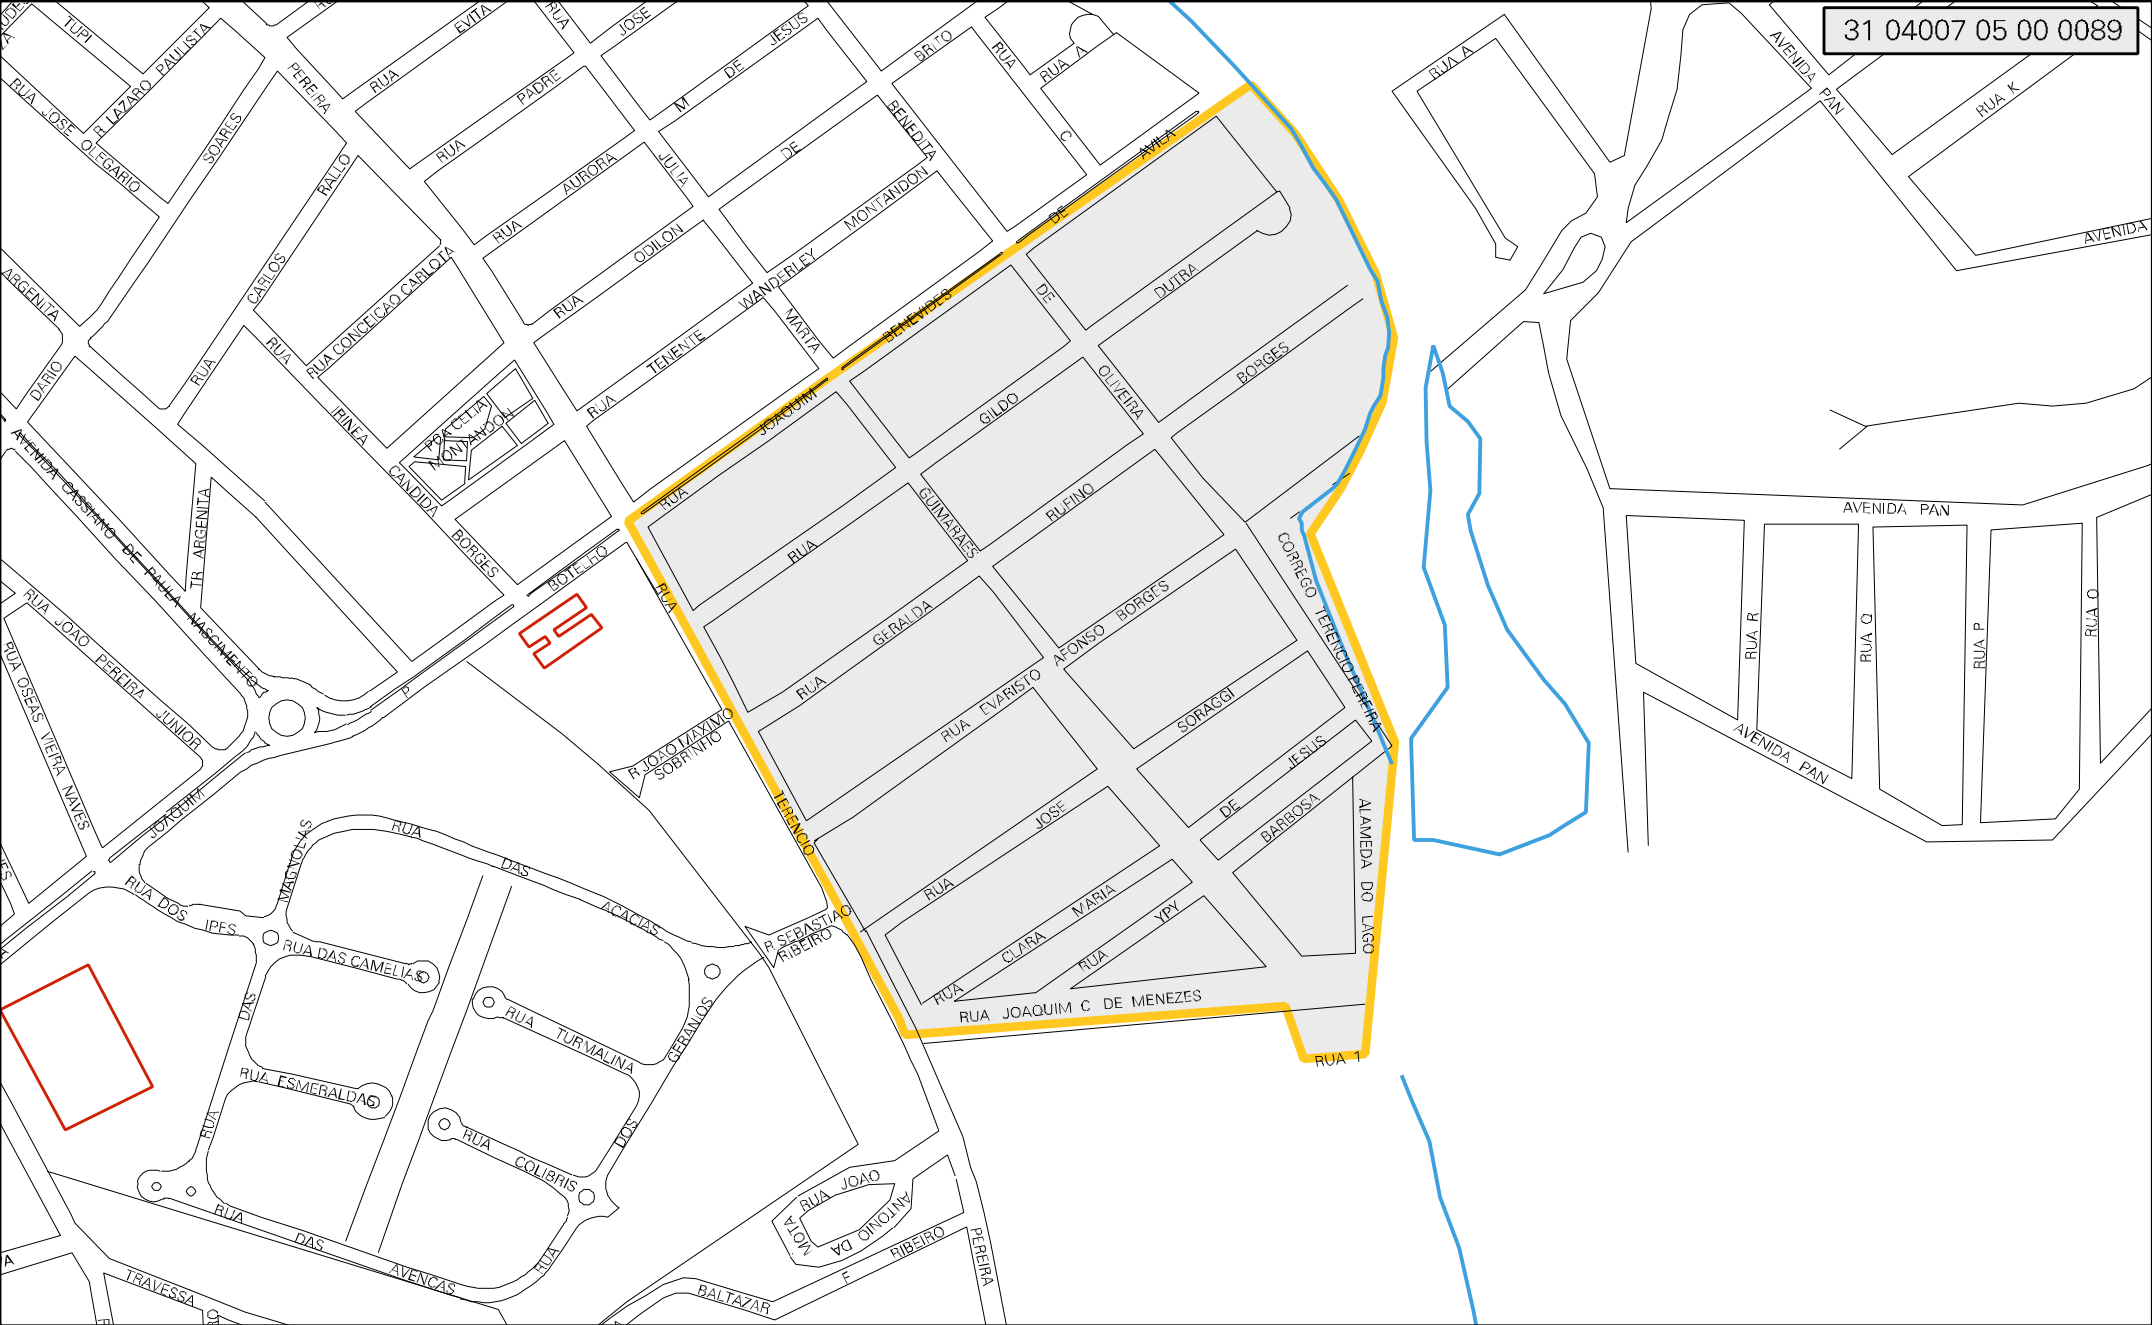 31 04007 05 00 0089
TUPI
R LAZARO PAULISTA
RUA JOSE OLEGARIO
SOARES
PEREIRA
RUA EVITA
RUA PADRE
RUA
JOSE
M DE JESUS
BRITO
RUA C
RUA A
RUA A
AVENIDA PAN
RUA K
AVENIDA
RUA CARLOS RALLO
RUA AURORA
JULIA
DE
BENEDITA
RUA ODILON
MONTANDON
RUA TENENTE WANDERLEY
MARTA
ARGENITA
DARIO
RUA CONCEICAO CARLOTA
RUA IRINEA CANDIDA BORGES
PCA CELIA
MONTANDON
RUA JOAQUIM BENEVIDES DE AVILA
DE OLIVEIRA
DUTRA
BORGES
RUA GILDO
GUIMARAES
RUFINO
RUA GERALDA
AVENIDA CASSIANO DE PAULA NASCIMENTO
TR ARGENITA
JOAQUIM P BOTELHO
RUA JOAO PEREIRA JUNIOR
RUA OSEAS VIEIRA NAVES
RUA TERENCIO PEREIRA
R JOAO MAXIMO
SOBRINHO
RUA EVARISTO AFONSO BORGES
CORREGO TERENCIO PEREIRA
SORAGGI
RUA JOSE
DE JESUS
BARBOSA
RUA CLARA MARIA
RUA YPY
ALAMEDA DO LAGO
RUA JOAQUIM C DE MENEZES
RUA 1
AVENIDA PAN
RUA R
RUA Q
RUA P
RUA O
AVENIDA PAN
R SEBASTIAO
RIBEIRO
MAGNOLIAS
RUA DAS ACACIAS
RUA DOS IPES
RUA DAS CAMELIAS
RUA DAS
RUA TURMALINA
GERANIOS
RUA ESMERALDAS
RUA COLIBRIS
RUA DOS
RUA DAS AVENCAS
TRAVESSA
RUA JOAO
ANTONIO DA
MOTA
BALTAZAR F RIBEIRO